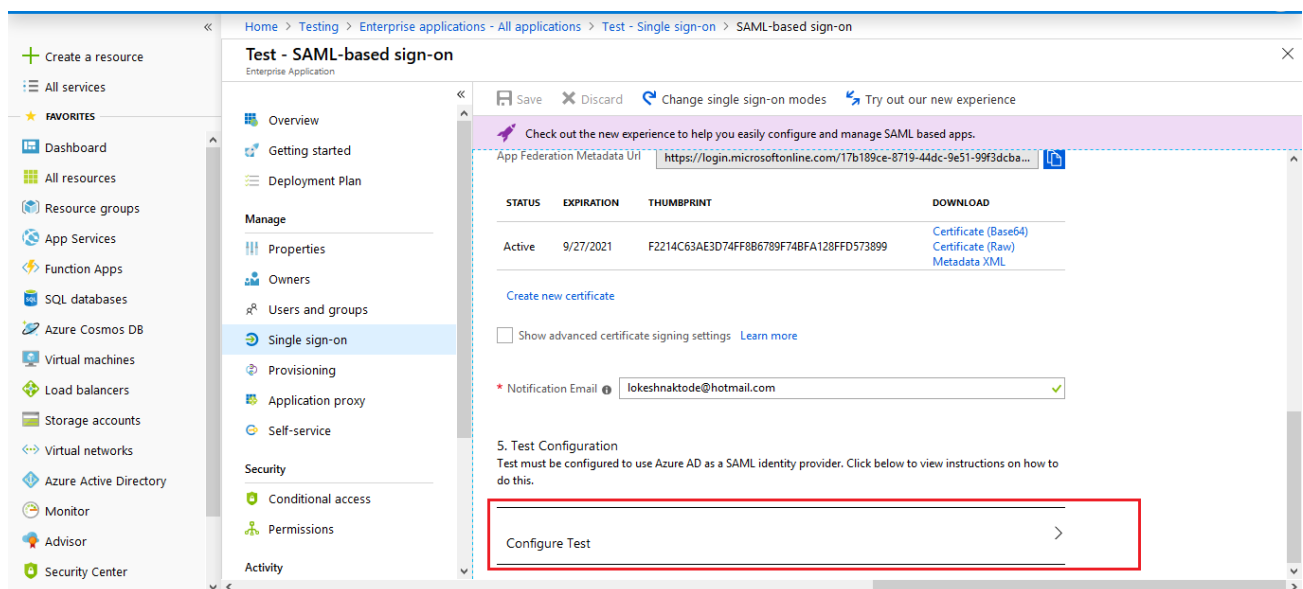 Home > Testing > Enterprise applications - All applications > Test - Single sign-on > SAML-based sign-on
Test - SAML-based sign-on
Enterprise Application
Create a resource
All services
FAVORITES
Dashboard
All resources
Resource groups
App Services
Function Apps
SQL databases
Azure Cosmos DB
Virtual machines
Load balancers
Storage accounts
Virtual networks
Azure Active Directory
Monitor
Advisor
Security Center
Overview
Getting started
Deployment Plan
Manage
Properties
Owners
Users and groups
Single sign-on
Provisioning
Application proxy
Self-service
Security
Conditional access
Permissions
Activity
Save Discard Change single sign-on modes Try out our new experience
Check out the new experience to help you easily configure and manage SAML based apps.
App Federation Metadata Url https://login.microsoftonline.com/17b189ce-8719-44dc-9e51-99f3dcba...
STATUS EXPIRATION THUMBPRINT DOWNLOAD
Certificate (Base64)
Active 9/27/2021 F2214C63AE3D74FF8B6789F74BFA128FFD573899 Certificate (Raw)
Metadata XML
Create new certificate
Show advanced certificate signing settings Learn more
* Notification Email lokeshnaktode@hotmail.com
5. Test Configuration
Test must be configured to use Azure AD as a SAML identity provider. Click below to view instructions on how to
do this.
Configure Test